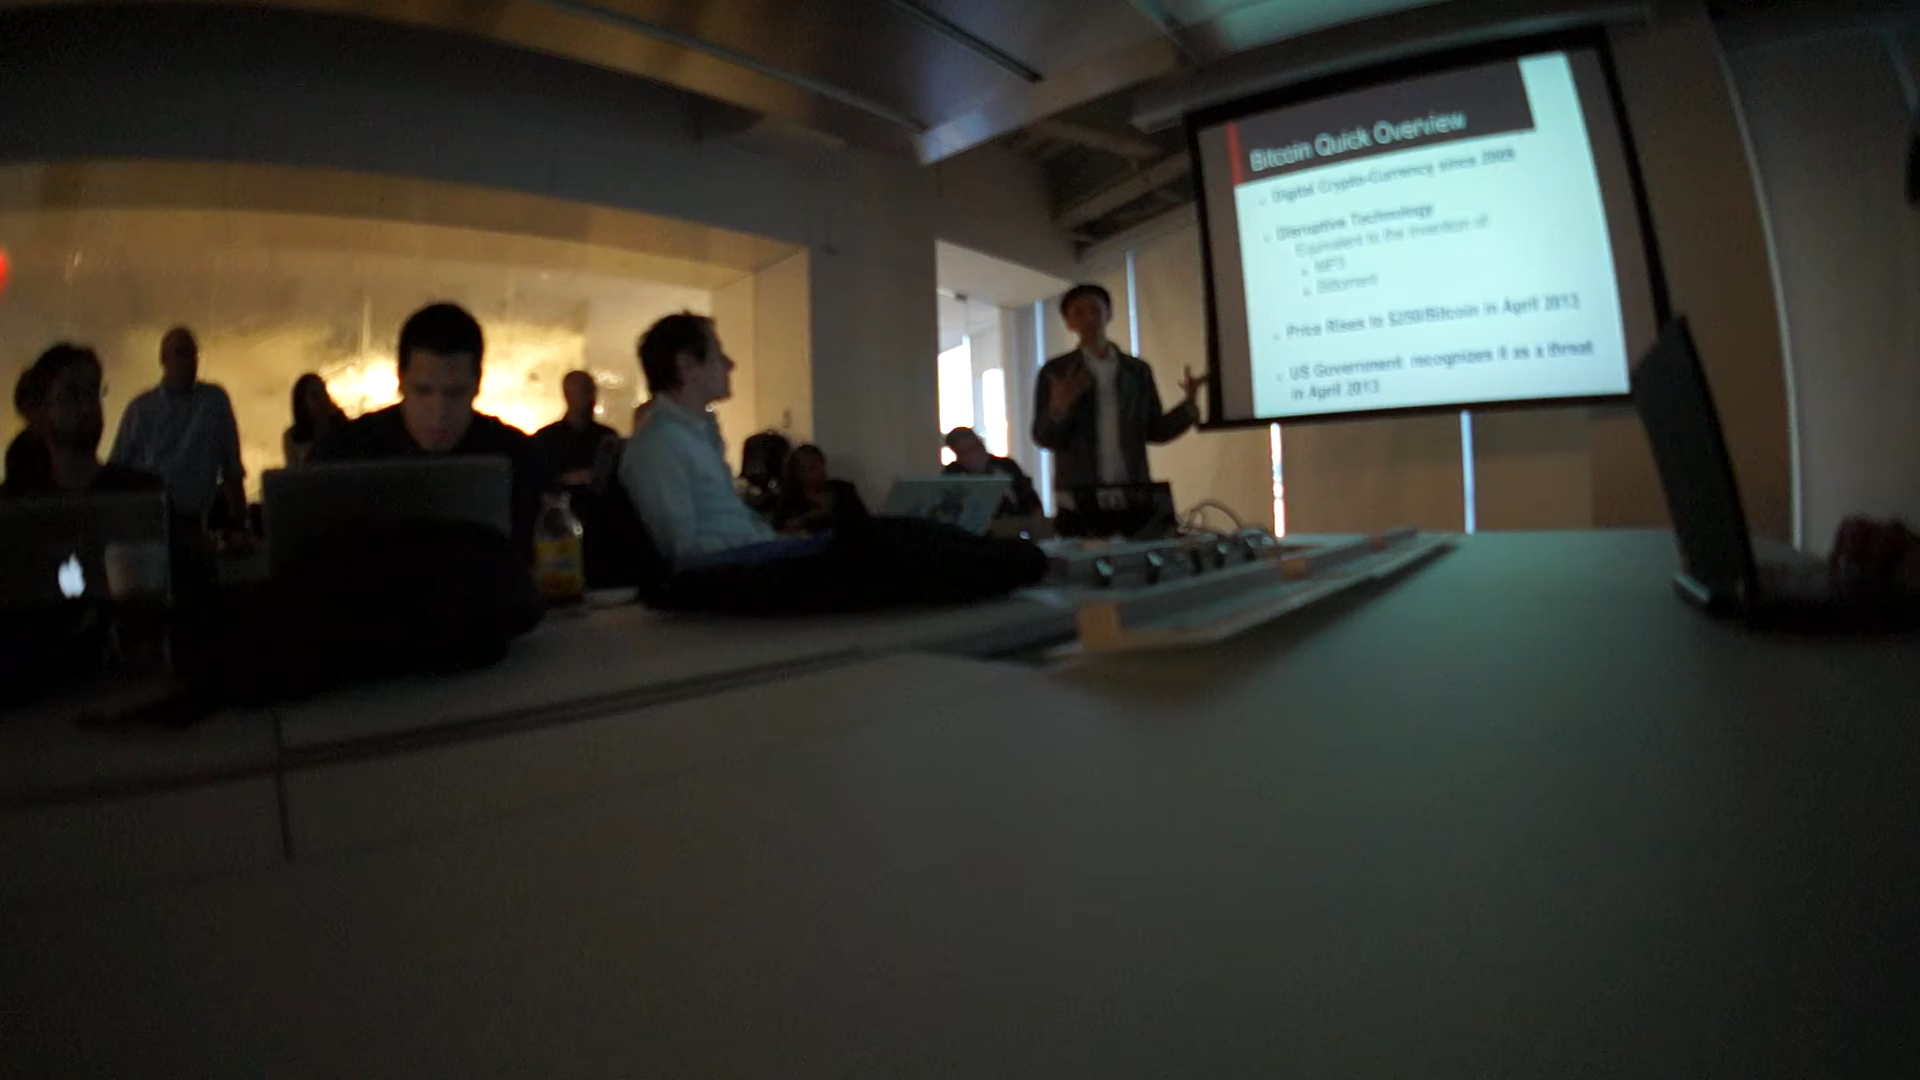 Bitcoin Quick Overview
Digital Crypto-Currency since 2009
Disruptive Technology
Equivalent to the invention of:
MP3
Bittorrent
Price Rises to $250/Bitcoin in April 2013
US Government recognizes it as a threat
in April 2013